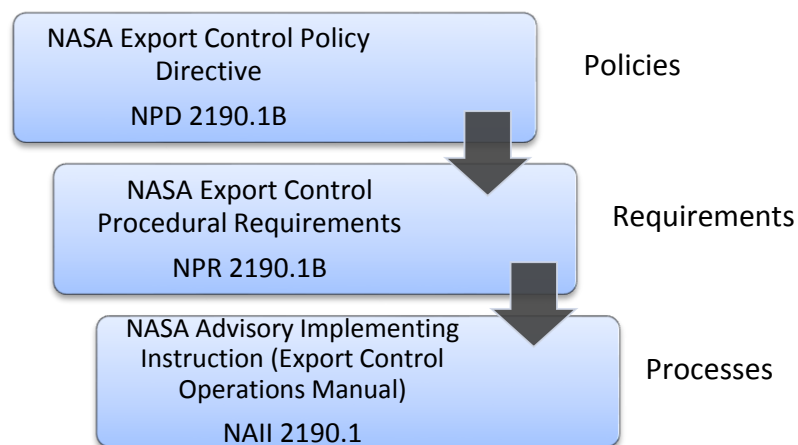 NASA Export Control Policy
Directive
NPD 2190.1B
Policies
NASA Export Control
Procedural Requirements
NPR 2190.1B
Requirements
NASA Advisory Implementing
Instruction (Export Control
Operations Manual)
NAII 2190.1
Processes